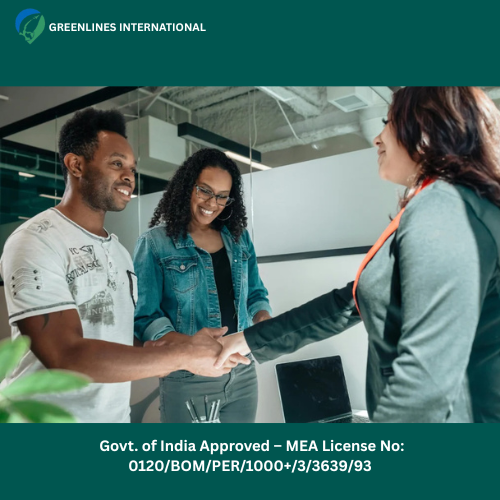 GREENLINES INTERNATIONAL
Govt. of India Approved – MEA License No:
0120/BOM/PER/1000+/3/3639/93